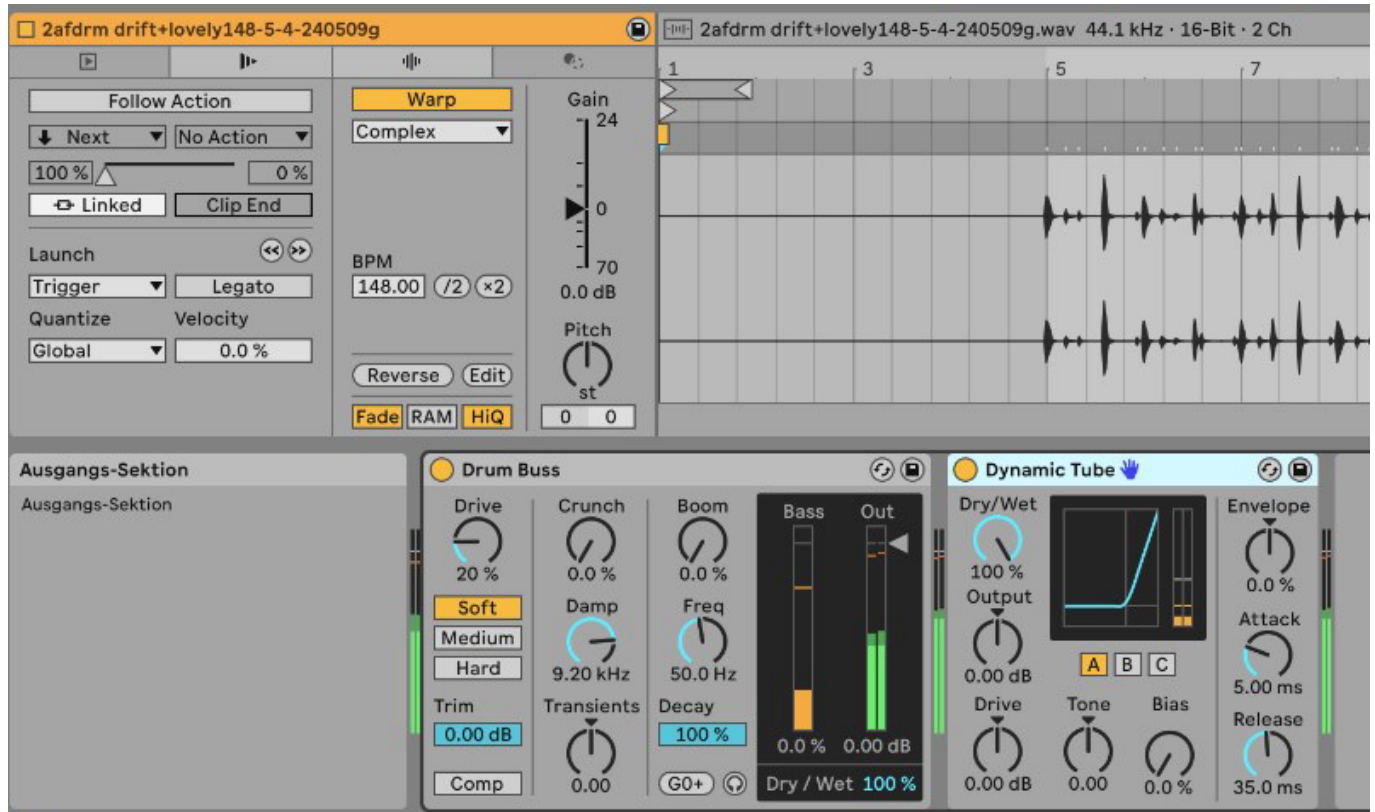 2afdrm drift+lovely148-5-4-240509g
2afdrm drift+lovely148-5-4-240509g.wav 44.1 kHz · 16-Bit · 2 Ch
Follow Action
Next
No Action
100 %
0 %
Linked
Clip End
Launch
Trigger
Legato
Quantize
Velocity
Global
0.0 %
Warp
Complex
BPM
148.00
/2
×2
Reverse
Edit
Fade
RAM
HiQ
Gain
24
0
70
0.0 dB
Pitch
st
0 0
1
3
5
7
Ausgangs-Sektion
Ausgangs-Sektion
Drum Buss
Drive
20 %
Soft
Medium
Hard
Trim
0.00 dB
Comp
Crunch
0.0 %
Damp
9.20 kHz
Transients
0.00
Boom
0.0 %
Freq
50.0 Hz
Decay
100 %
G0+
Bass
Out
0.0 %
0.00 dB
Dry / Wet 100 %
Dynamic Tube
Dry/Wet
100 %
Output
0.00 dB
Drive
0.00 dB
A
B
C
Tone
0.00
Bias
0.0 %
Envelope
0.0 %
Attack
5.00 ms
Release
35.0 ms